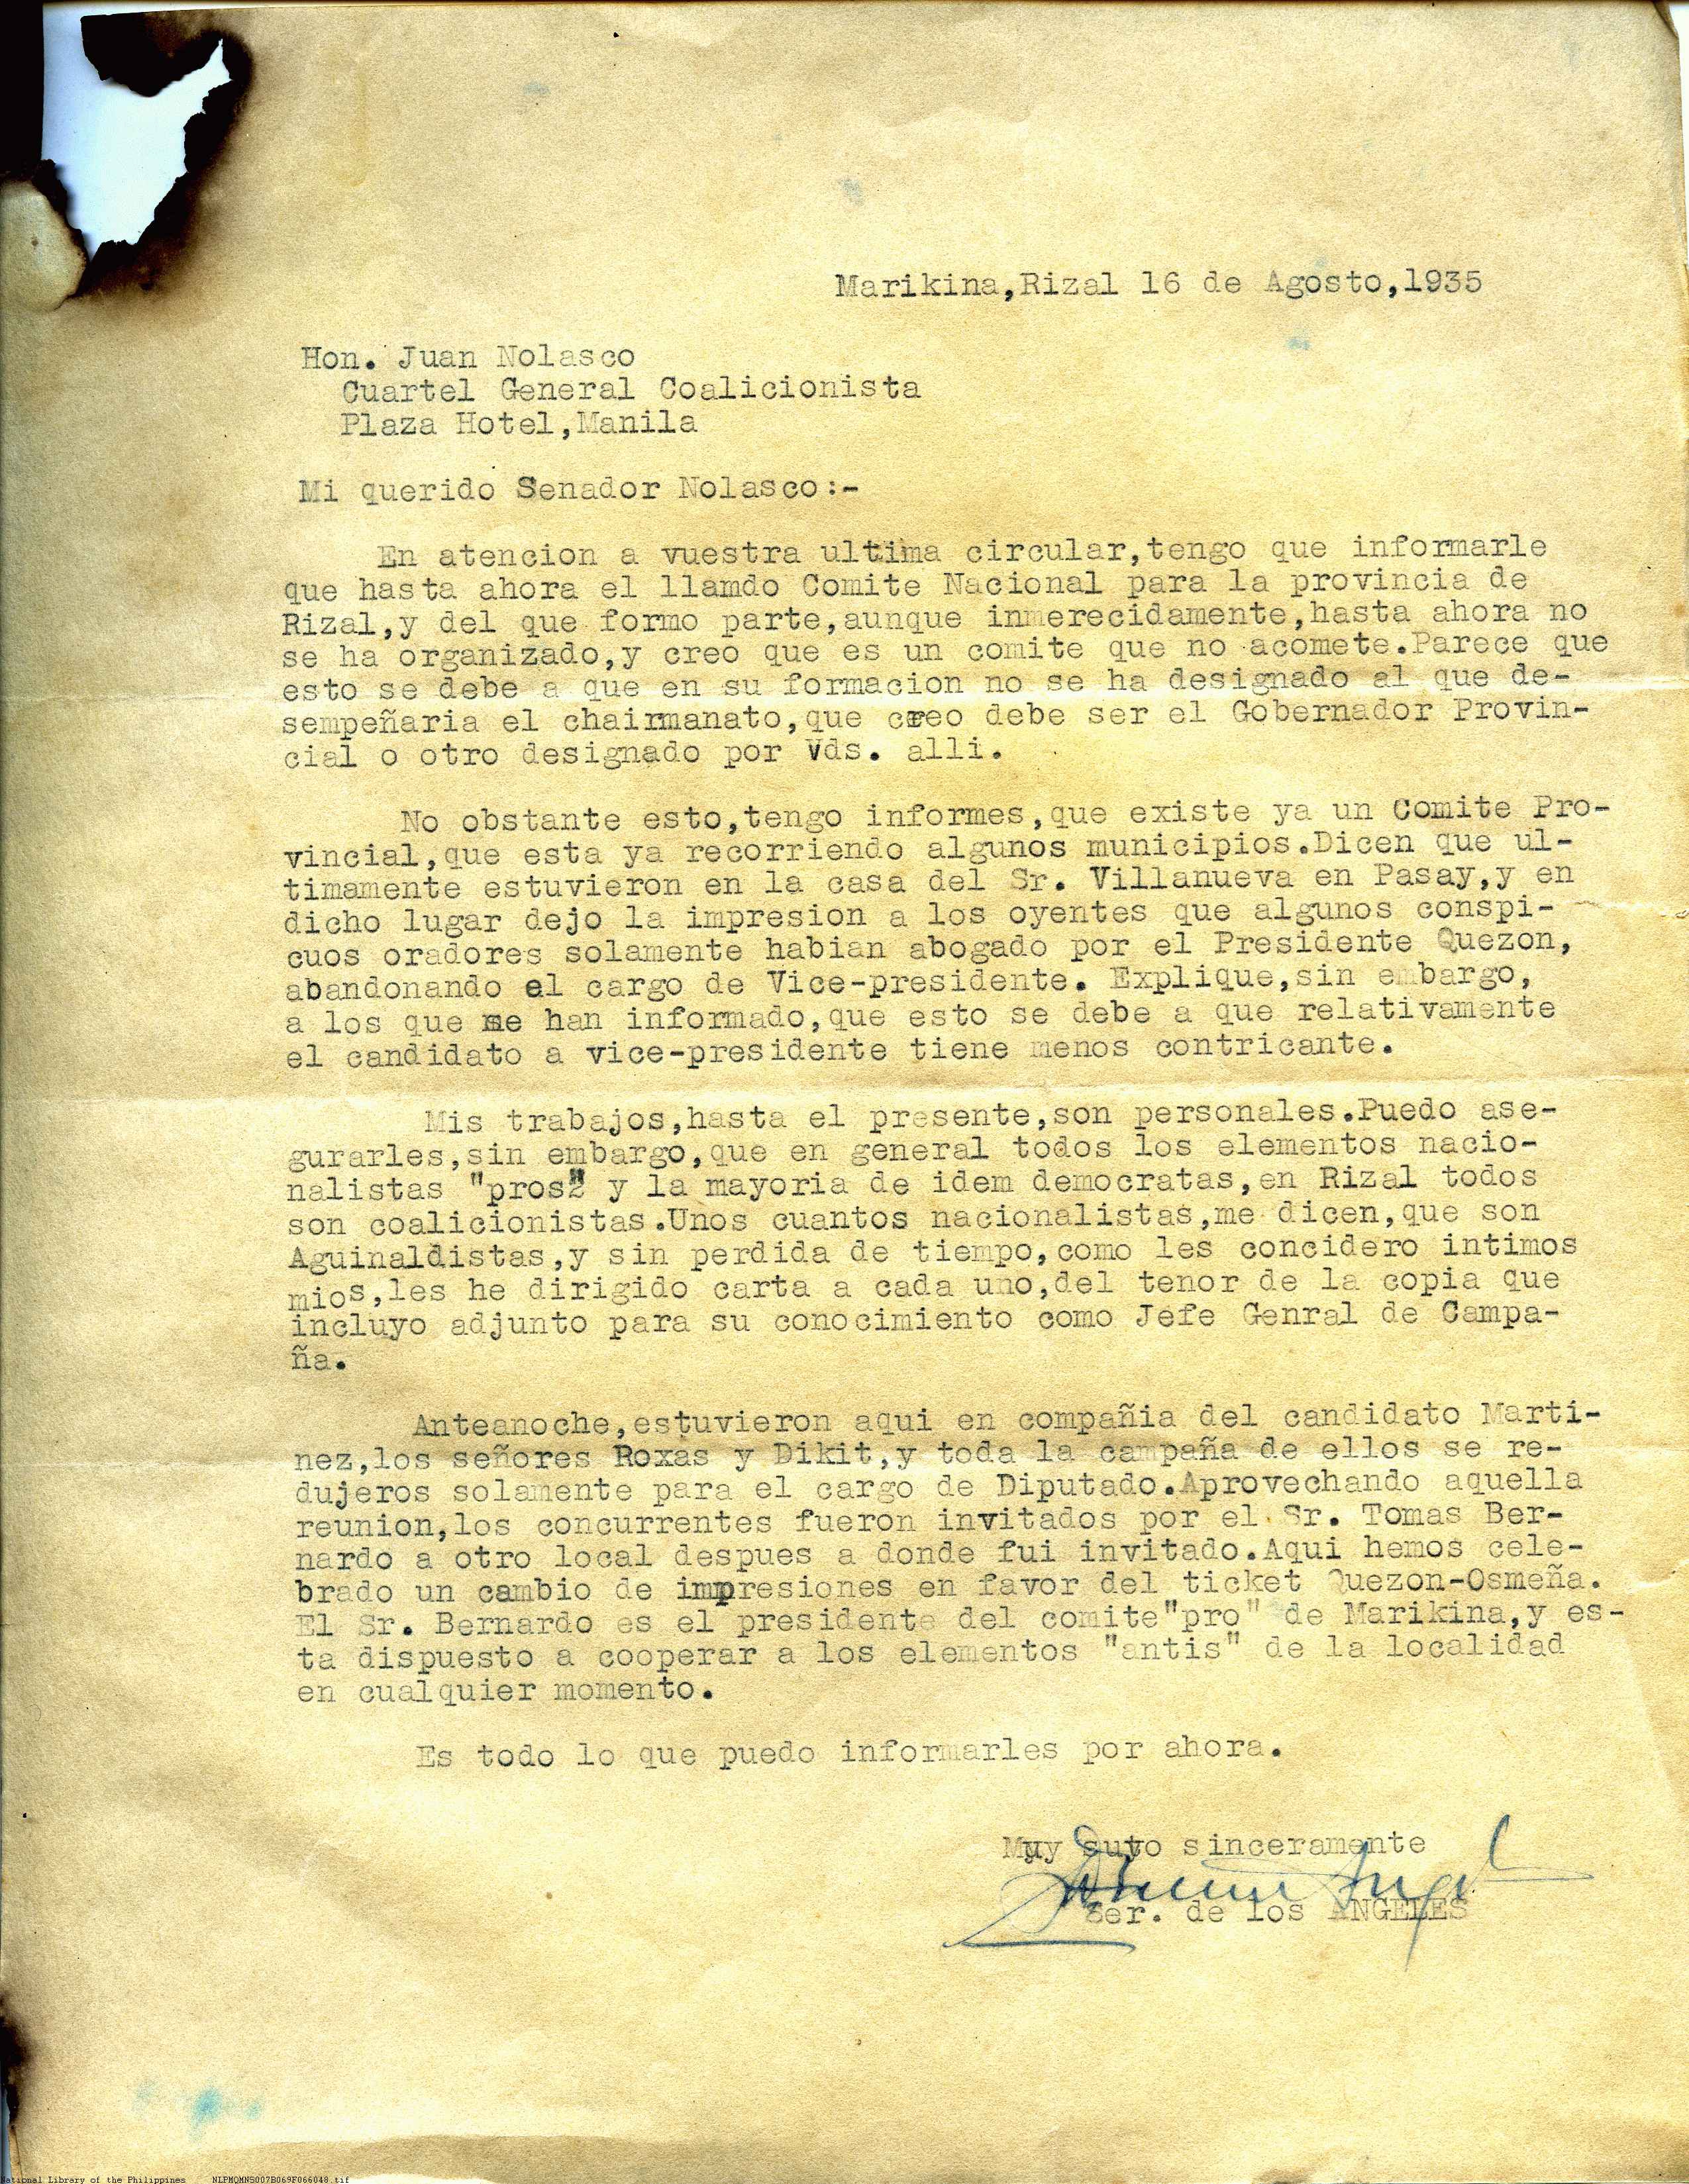 Marikina,Rizal 16 de Agosto,1935
Hon. Juan Nolasco
Cuartel General Coalicionista
Plaza Hotel,Manila
Mi querido Senador Nolasco:-
En atencion a vuestra ultima circular,tengo que informarle
que hasta ahora el llamdo Comite Nacional para la provincia de
Rizal,y del que formo parte,aunque inmerecidamente,hasta ahora no
se ha organizado,y creo que es un comite que no acomete.Parece que
esto se debe a que en su formacion no se ha designado al que de-
sempeñaria el chairmanato,que creo debe ser el Gobernador Provin-
cial o otro designado por Vds. alli.
No obstante esto,tengo informes,que existe ya un Comite Pro-
vincial,que esta ya recorriendo algunos municipios.Dicen que ul-
timamente estuvieron en la casa del Sr. Villanueva en Pasay,y en
dicho lugar dejo la impresion a los oyentes que algunos conspi-
cuos oradores solamente habian abogado por el Presidente Quezon,
abandonando el cargo de Vice-presidente. Explique,sin embargo,
a los que me han informado,que esto se debe a que relativamente
el candidato a vice-presidente tiene menos contricante.
Mis trabajos,hasta el presente,son personales.Puedo ase-
gurarles,sin embargo,que en general todos los elementos nacio-
nalistas "pros" y la mayoria de idem democratas,en Rizal todos
son coalicionistas.Unos cuantos nacionalistas,me dicen,que son
Aguinaldistas,y sin perdida de tiempo,como les concidero intimos
mios,les he dirigido carta a cada uno,del tenor de la copia que
incluyo adjunto para su conocimiento como Jefe Genral de Campa-
ña.
Anteanoche,estuvieron aqui en compañia del candidato Marti-
nez,los señores Roxas y Dikit,y toda la campaña de ellos se re-
dujeros solamente para el cargo de Diputado.Aprovechando aquella
reunion,los concurrentes fueron invitados por el Sr. Tomas Ber-
nardo a otro local despues a donde fui invitado.Aqui hemos cele-
brado un cambio de impresiones en favor del ticket Quezon-Osmeña.
El Sr. Bernardo es el presidente del comite"pro" de Marikina,y es-
ta dispuesto a cooperar a los elementos "antis" de la localidad
en cualquier momento.
Es todo lo que puedo informarles por ahora.
Muy suyo sinceramente
Ser. de los ANGELES
National Library of the Philippines NLPMQMNS007B069F066048.tif